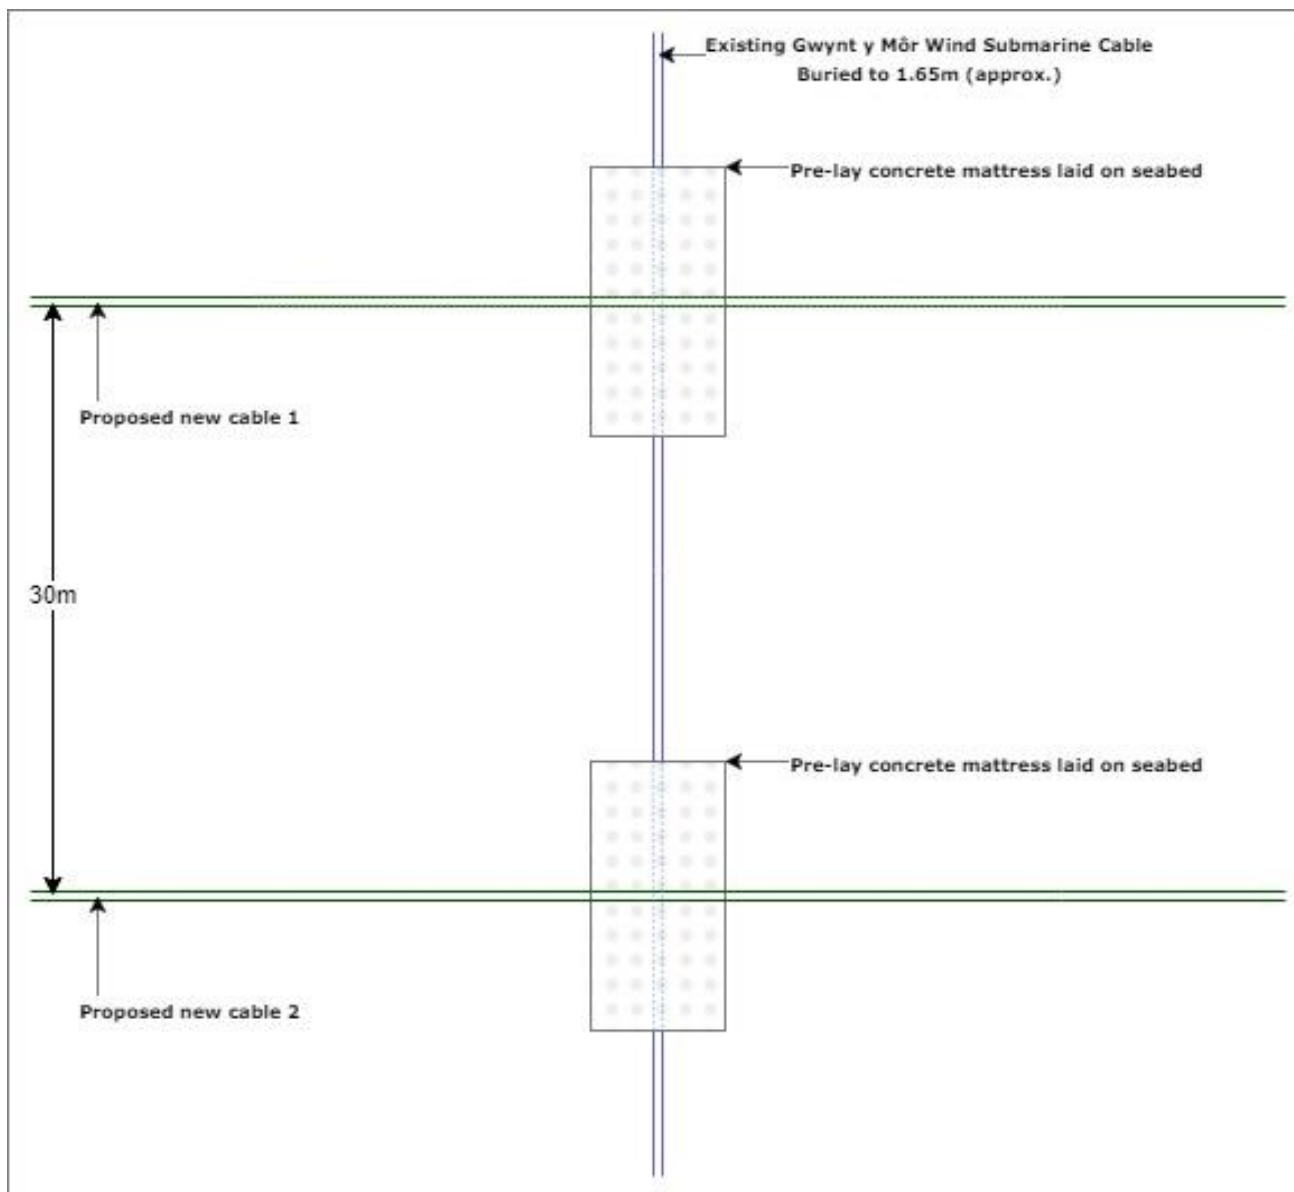 Existing Gwynt y Môr Wind Submarine Cable
Buried to 1.65m (approx.)
Pre-lay concrete mattress laid on seabed
Proposed new cable 1
30m
Pre-lay concrete mattress laid on seabed
Proposed new cable 2